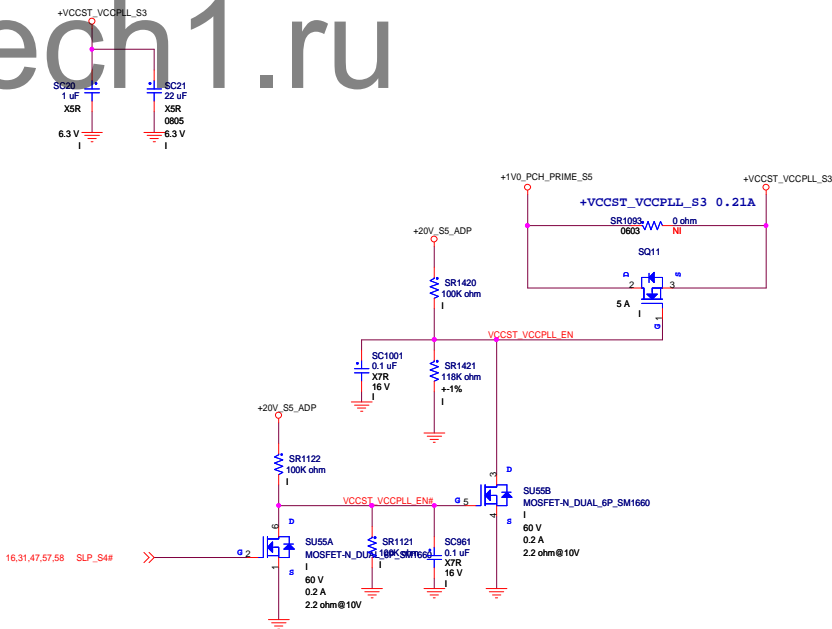 ech1.ru
+VCCST_VCCPLL_S3
SC20
1 uF
X5R
6.3 V
I
SC21
22 uF
X5R
0805
6.3 V
I
+1V0_PCH_PRIME_S5
+VCCST_VCCPLL_S3
+VCCST_VCCPLL_S3 0.21A
SR1093
0603
0 ohm
NI
SQ11
D
S
2
3
5 A
I
G
1
+20V_S5_ADP
SR1420
100K ohm
I
VCCST_VCCPLL_EN
SC1001
0.1 uF
X7R
16 V
I
SR1421
118K ohm
+-1%
I
+20V_S5_ADP
SR1122
100K ohm
I
VCCST_VCCPLL_EN#
G
5
3
D
4
S
SU55B
MOSFET-N_DUAL_6P_SM1660
I
60 V
0.2 A
2.2 ohm@10V
16,31,47,57,58 SLP_S4#
G
2
6
D
1
S
SU55A
MOSFET-N_DUAL_6P_SM1660
I
60 V
0.2 A
2.2 ohm@10V
SR1121
I
SC961
0.1 uF
X7R
16 V
I